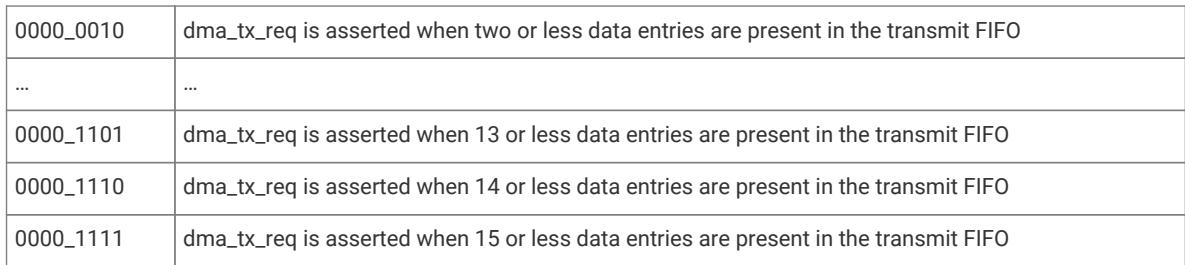 0000_0010 dma_tx_req is asserted when two or less data entries are present in the transmit FIFO
… …
0000_1101 dma_tx_req is asserted when 13 or less data entries are present in the transmit FIFO
0000_1110 dma_tx_req is asserted when 14 or less data entries are present in the transmit FIFO
0000_1111 dma_tx_req is asserted when 15 or less data entries are present in the transmit FIFO